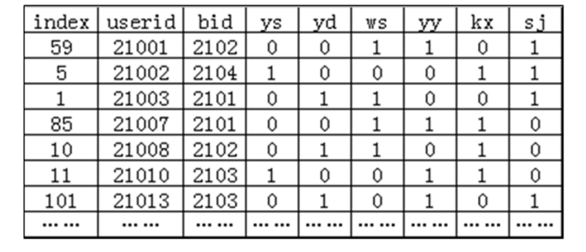 index userid bid ys yd ws yy kx sj
59 21001 2102 0 0 1 1 0 1
5 21002 2104 1 0 0 0 1 1
1 21003 2101 0 1 1 0 0 1
85 21007 2101 0 0 1 1 1 0
10 21008 2102 0 1 1 0 1 0
11 21010 2103 1 0 0 1 1 0
101 21013 2103 0 1 0 1 0 1
…… …… …… …… …… …… …… …… ……